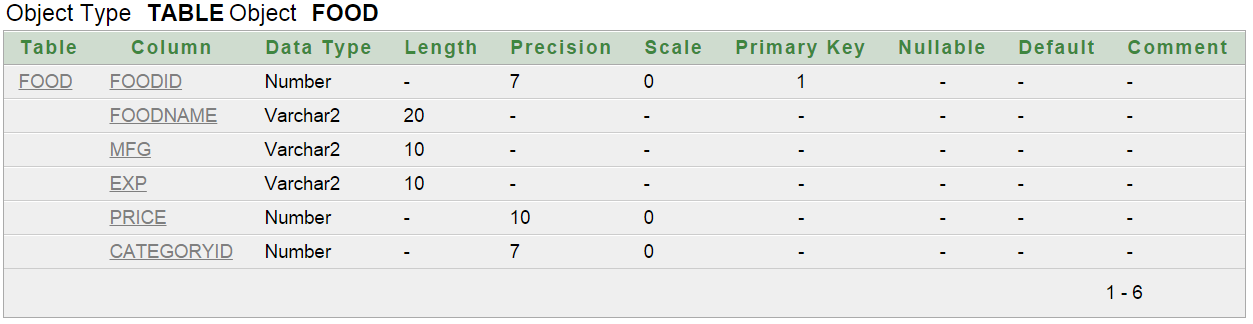 Object Type TABLE Object FOOD
Table Column Data Type Length Precision Scale Primary Key Nullable Default Comment
FOOD FOODID Number - 7 0 1 - - -
FOODNAME Varchar2 20 - - - - - -
MFG Varchar2 10 - - - - - -
EXP Varchar2 10 - - - - - -
PRICE Number - 10 0 - - - -
CATEGORYID Number - 7 0 - - - -
1 - 6